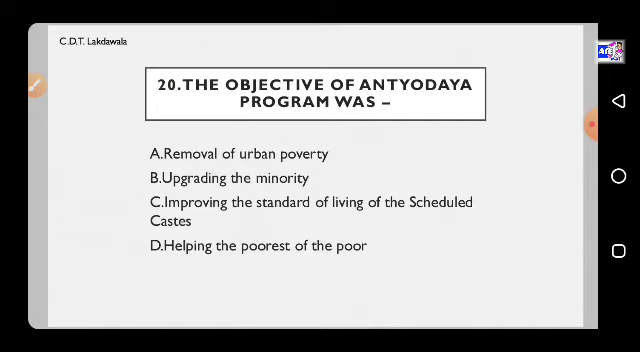 C.D.T. Lakdawala
20.THE OBJECTIVE OF ANTYODAYA
PROGRAM WAS –
A.Removal of urban poverty
B.Upgrading the minority
C.Improving the standard of living of the Scheduled
Castes
D.Helping the poorest of the poor